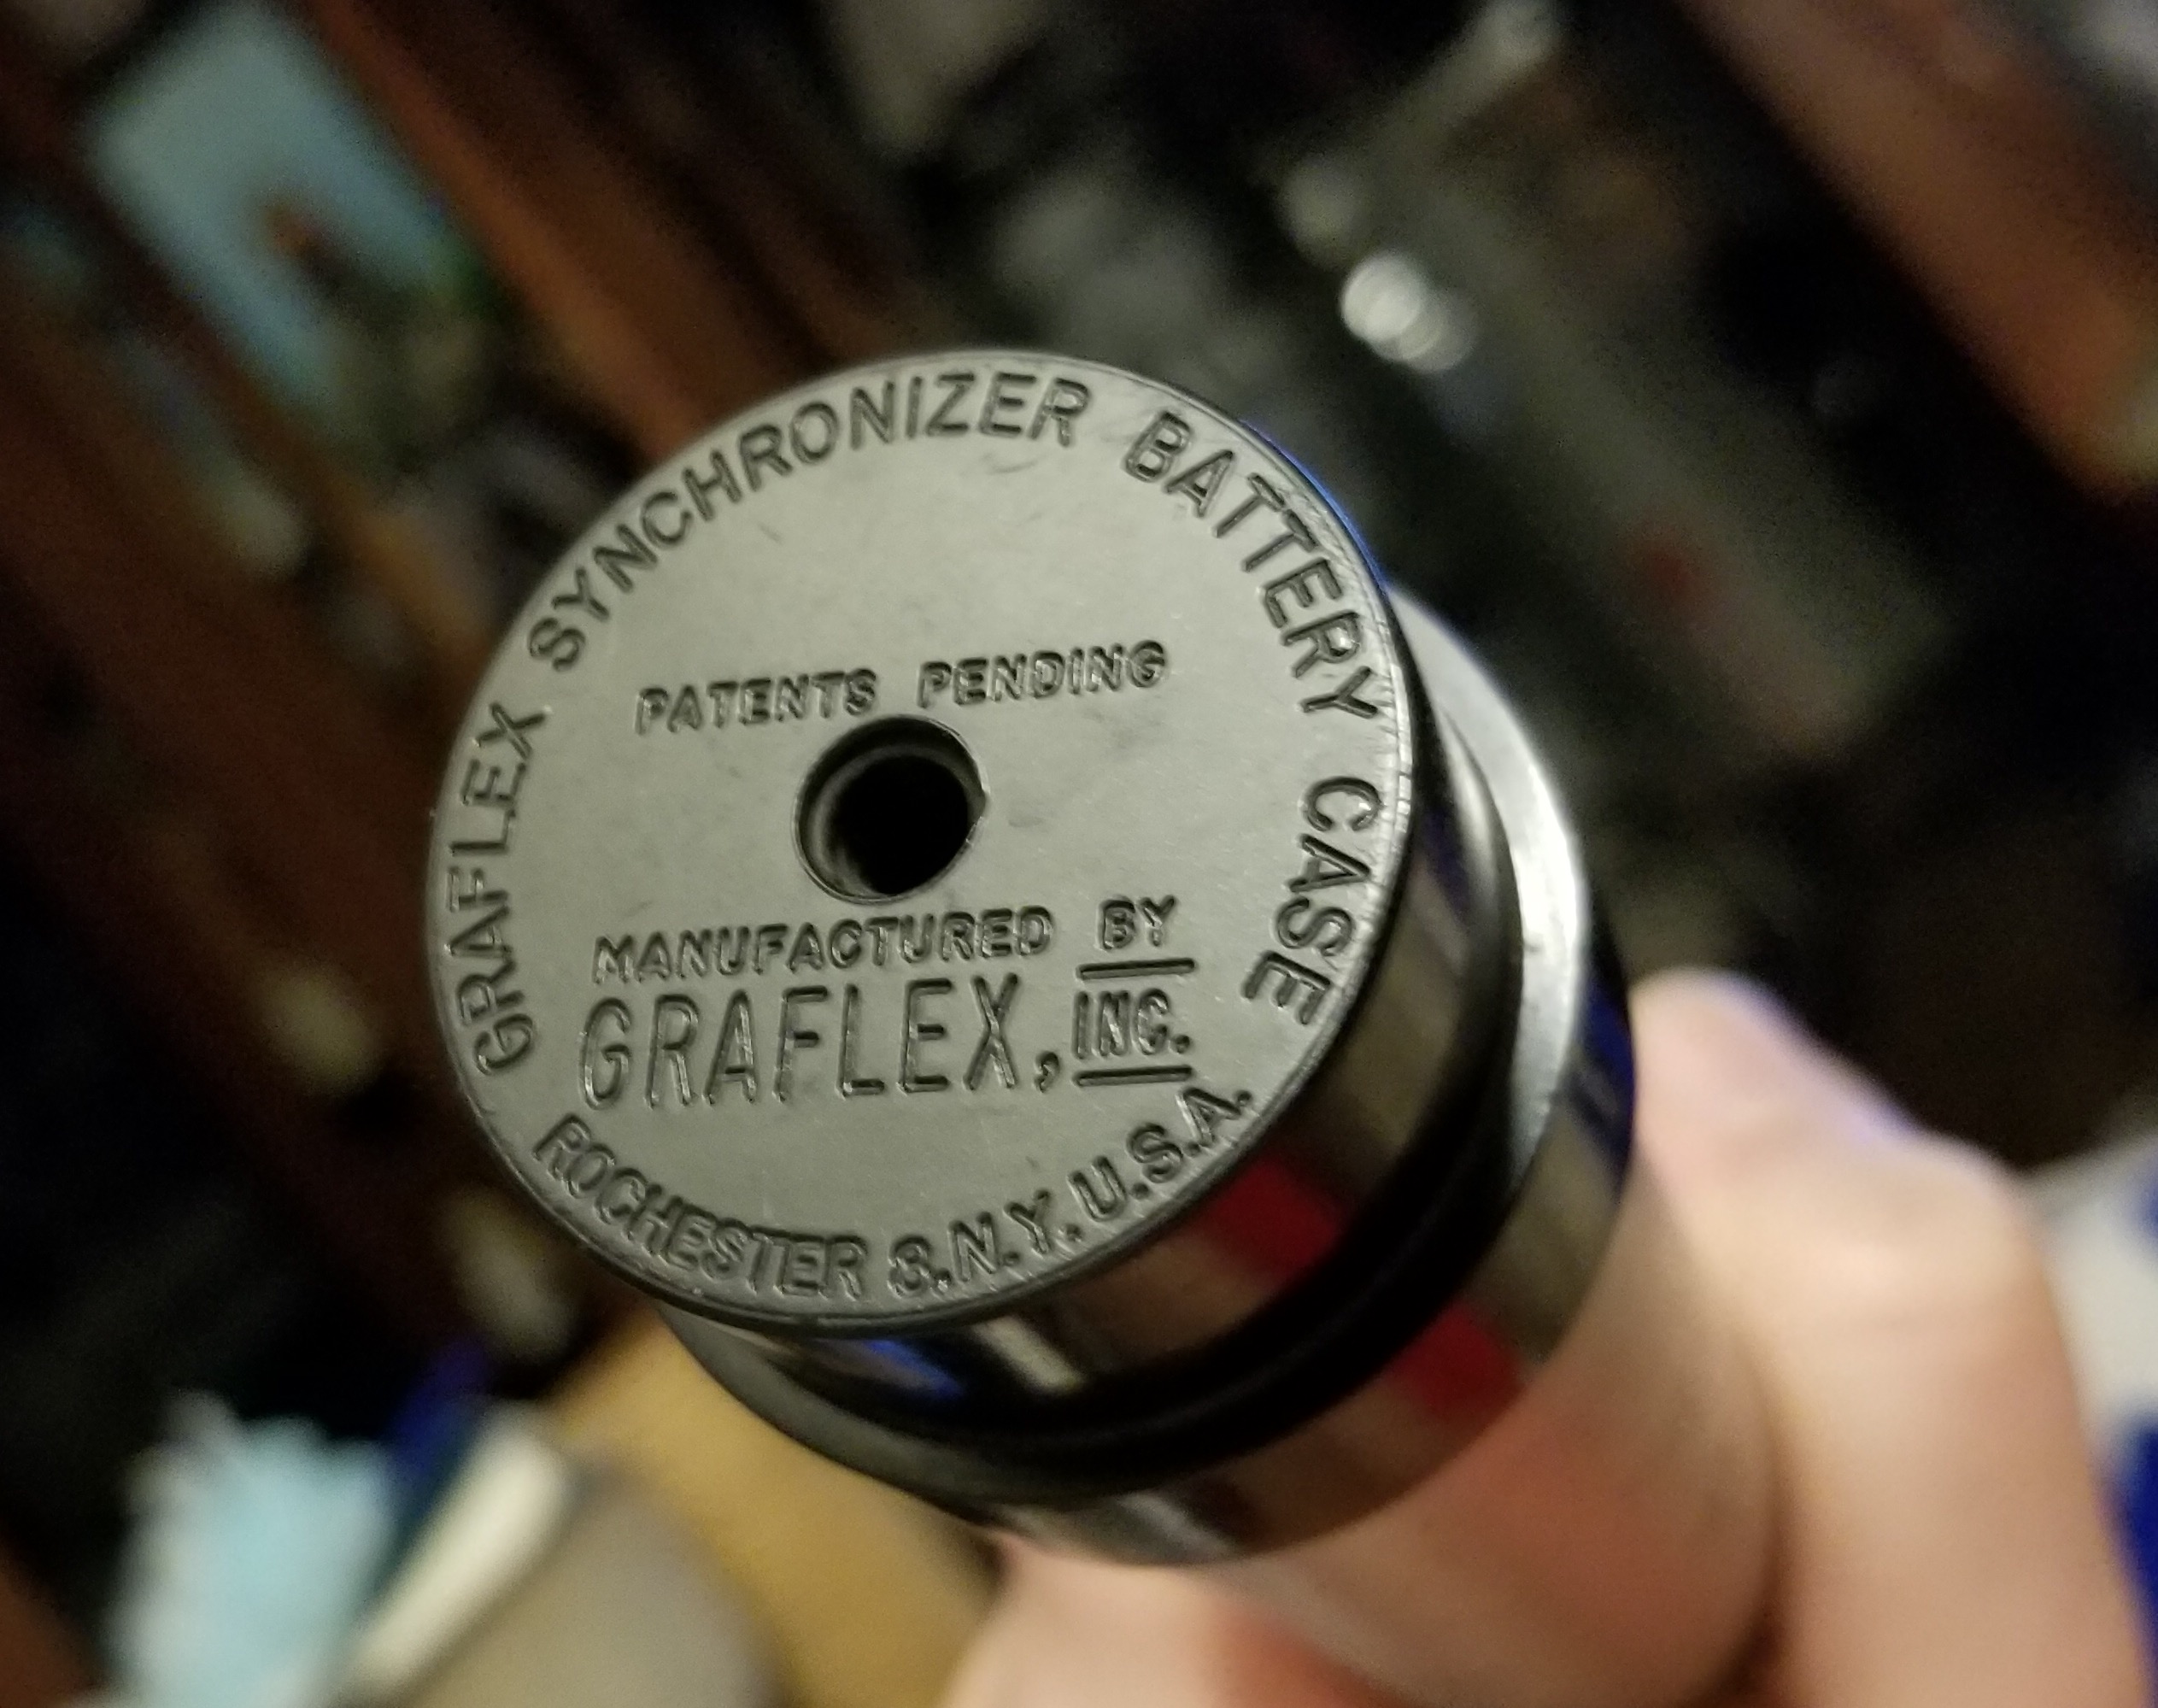 GRAFLEX SYNCHRONIZER BATTERY CASE
PATENTS PENDING
MANUFACTURED BY
GRAFLEX, INC.
ROCHESTER 8. N.Y. U.S.A.